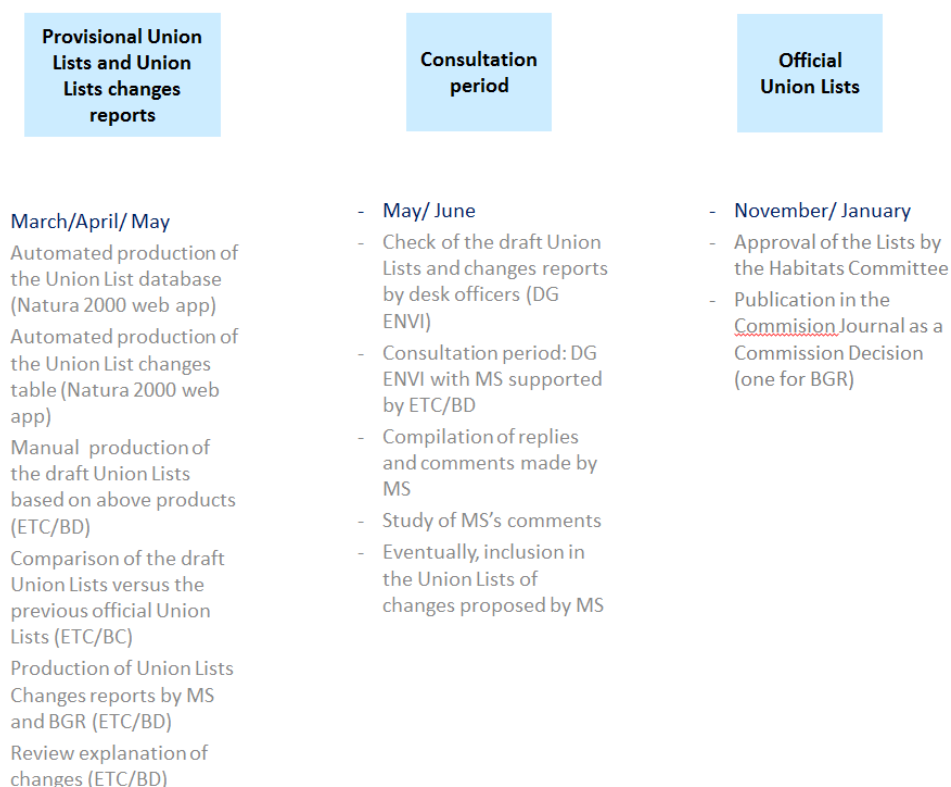 Provisional Union
Lists and Union
Lists changes
reports
March/April/ May
Automated production of
the Union List database
(Natura 2000 web app)
Automated production of
the Union List changes
table (Natura 2000 web
app)
Manual  production of
the draft Union Lists
based on above products
(ETC/BD)
Comparison of the draft
Union Lists versus the
previous official Union
Lists (ETC/BC)
Production of Union Lists
Changes reports by MS
and BGR (ETC/BD)
Review explanation of
changes (ETC/BD)
Consultation
period
- May/ June
- Check of the draft Union
Lists and changes reports
by desk officers (DG
ENVI)
- Consultation period: DG
ENVI with MS supported
by ETC/BD
- Compilation of replies
and comments made by
MS
- Study of MS's comments
- Eventually, inclusion in
the Union Lists of
changes proposed by MS
Official
Union Lists
- November/ January
- Approval of the Lists by
the Habitats Committee
- Publication in the
Commision Journal as a
Commission Decision
(one for BGR)